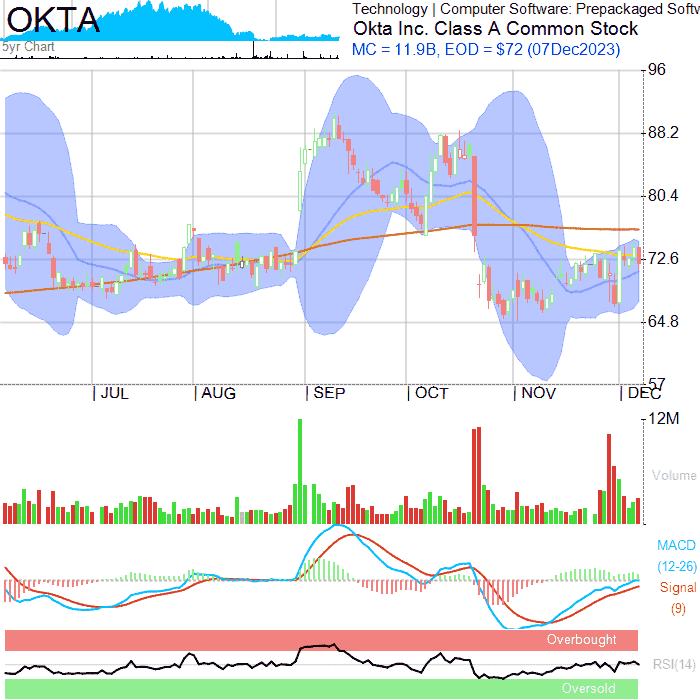 OKTA
5yr Chart
Technology | Computer Software: Prepackaged Softw
Okta Inc. Class A Common Stock
MC = 11.9B, EOD = $72 (07Dec2023)
96
88.2
80.4
72.6
64.8
57
JUL
AUG
SEP
OCT
NOV
DEC
12M
Volume
MACD
(12-26)
Signal
(9)
Overbought
RSI(14)
Oversold